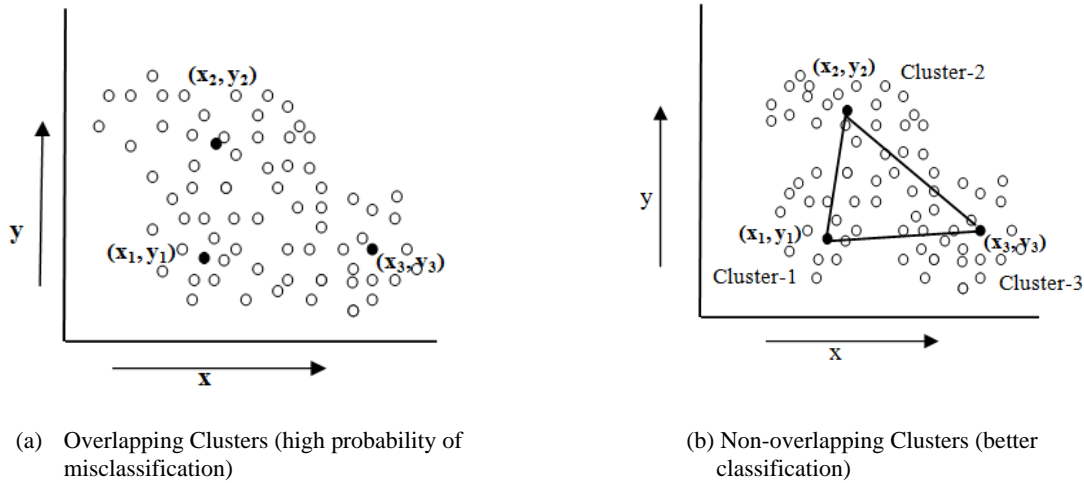 (x₂, y₂)
y
(x₁, y₁)
(x₃, y₃)
x
(x₂, y₂)
Cluster-2
y
(x₁, y₁)
(x₃, y₃)
Cluster-1
Cluster-3
x
(a) Overlapping Clusters (high probability of
misclassification)
(b) Non-overlapping Clusters (better
classification)